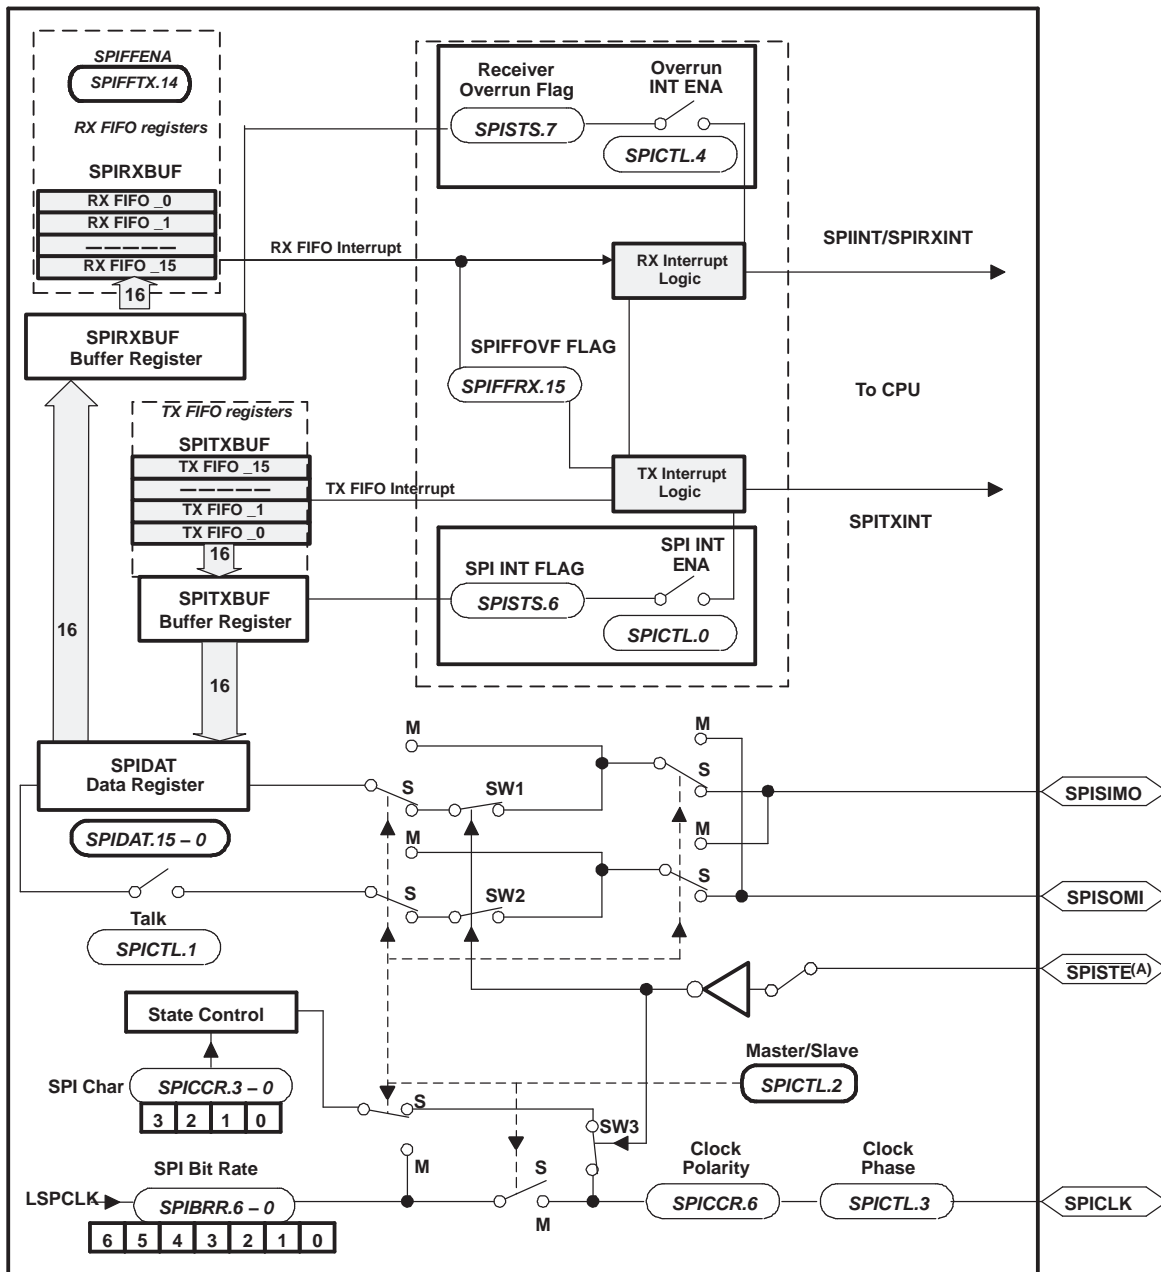 SPIFFENA
SPIFFTX.14
RX FIFO registers
SPIRXBUF
RX FIFO _0
RX FIFO _1
—————
RX FIFO _15
16
SPIRXBUF
Buffer Register
Receiver
Overrun Flag
SPISTS.7
Overrun
INT ENA
SPICTL.4
RX FIFO Interrupt
RX Interrupt
Logic
SPIINT/SPIRXINT
SPIFFOVF FLAG
SPIFFRX.15
To CPU
TX FIFO registers
SPITXBUF
TX FIFO _15
—————
TX FIFO _1
TX FIFO _0
16
TX FIFO Interrupt
TX Interrupt
Logic
SPITXINT
SPITXBUF
Buffer Register
SPI INT FLAG
SPISTS.6
SPI INT
ENA
SPICTL.0
16
16
SPIDAT
Data Register
SPIDAT.15 – 0
M
S
SW1
M
S
SPISIMO
M
S
SW2
M
S
SPISOMI
Talk
SPICTL.1
SPISTE(A)
State Control
Master/Slave
SPICTL.2
SPI Char
SPICCR.3 – 0
3 2 1 0
S
M
SW3
SPI Bit Rate
LSPCLK
SPIBRR.6 – 0
6 5 4 3 2 1 0
S
M
Clock
Polarity
SPICCR.6
Clock
Phase
SPICTL.3
SPICLK